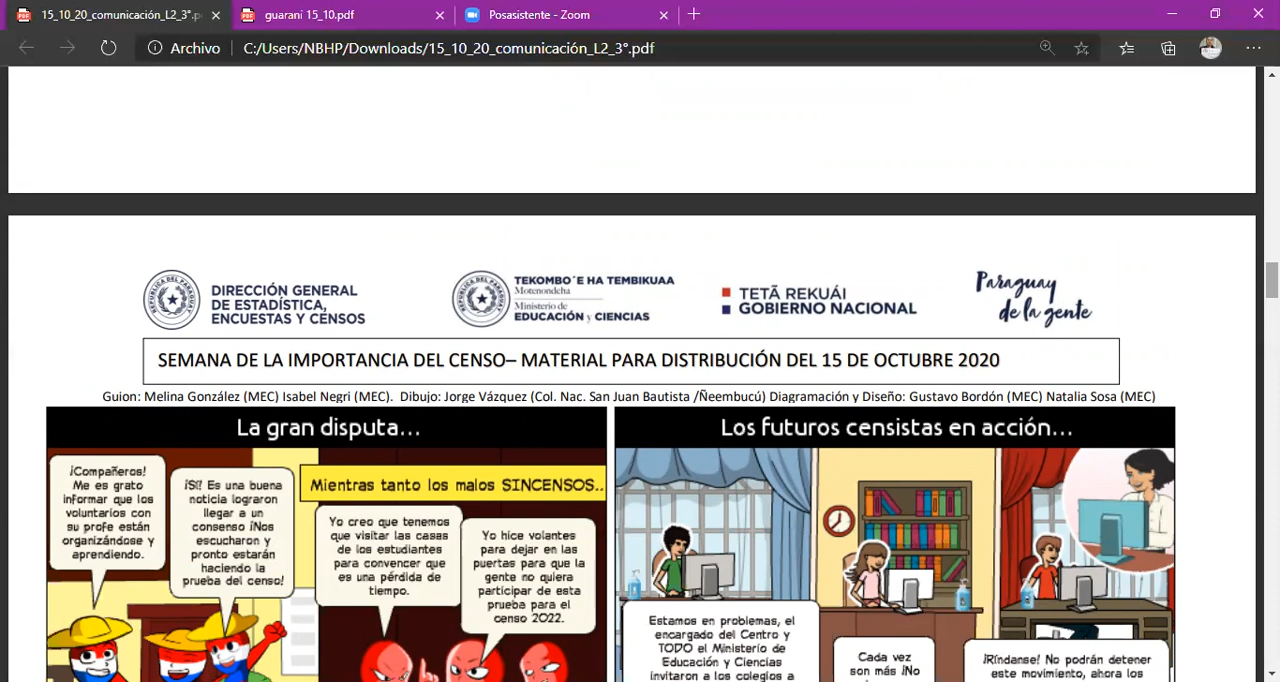 15_10_20_comunicación_L2_3°.p
guarani 15_10.pdf
Posasistente - Zoom
Archivo
C:/Users/NBHP/Downloads/15_10_20_comunicación_L2_3°.pdf
DIRECCIÓN GENERAL
DE ESTADÍSTICA,
ENCUESTAS Y CENSOS
TEKOMBO´E HA TEMBIKUAA
Motenondeha
Ministerio de
EDUCACIÓN y CIENCIAS
TETÃ REKUÁI
GOBIERNO NACIONAL
Paraguay
de la gente
SEMANA DE LA IMPORTANCIA DEL CENSO– MATERIAL PARA DISTRIBUCIÓN DEL 15 DE OCTUBRE 2020
Guion: Melina González (MEC) Isabel Negri (MEC). Dibujo: Jorge Vázquez (Col. Nac. San Juan Bautista /Ñeembucú) Diagramación y Diseño: Gustavo Bordón (MEC) Natalia Sosa (MEC)
La gran disputa...
¡Compañeros!
Me es grato
informar que los
voluntarios con
su profe están
organizándose y
aprendiendo.
¡Sí! Es una buena
noticia lograron
llegar a un
consenso ¡Nos
escucharon y
pronto estarán
haciendo la
prueba del censo!
Mientras tanto los malos SINCENSOS..
Yo creo que tenemos
que visitar las casas
de los estudiantes
para convencer que
es una pérdida de
tiempo.
Yo hice volantes
para dejar en las
puertas para que la
gente no quiera
participar de esta
prueba para el
censo 2022.
Los futuros censistas en acción...
Estamos en problemas, el
encargado del Centro y
TODO el Ministerio de
Educación y Ciencias
invitaron a los colegios a
Cada vez
son más ¡No
¡Ríndanse! No podrán detener
este movimiento, ahora los